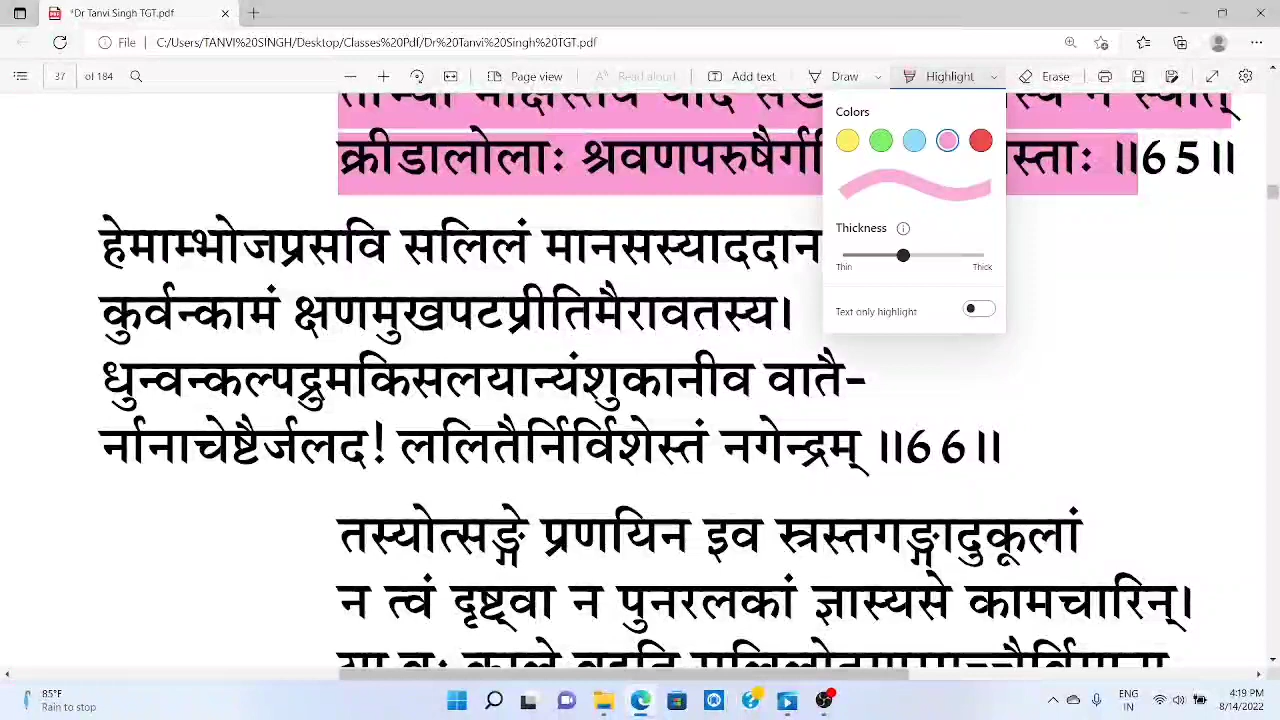 *Dr Tanvi Singh TGT.pdf
File C:/Users/TANVI%20SINGH/Desktop/Classes%20Pdf/Dr%20Tanvi%20Singh%20TGT.pdf
37 of 184 Page view Read aloud Add text Draw Highlight Erase
Colors
क्रीडालोलाः श्रवणपरुषैर्ग स्ताः ॥65॥
Thickness
Thin Thick
Text only highlight
हेमाम्भोजप्रसवि सलिलं मानसस्याददान
कुर्वन्कामं क्षणमुखपटप्रीतिमैरावतस्य।
धुन्वन्कल्पद्रुमकिसलयान्यंशुकानीव वातै-
र्नानाचेष्टैर्जलद! ललितैर्निर्विशेस्तं नगेन्द्रम् ॥66॥
तस्योत्सङ्गे प्रणयिन इव स्त्रस्तगङ्गादुकूलां
न त्वं दृष्ट्वा न पुनरलकां ज्ञास्यसे कामचारिन्।
85°F
Rain to stop
ENG
IN
4:19 PM
8/14/2022